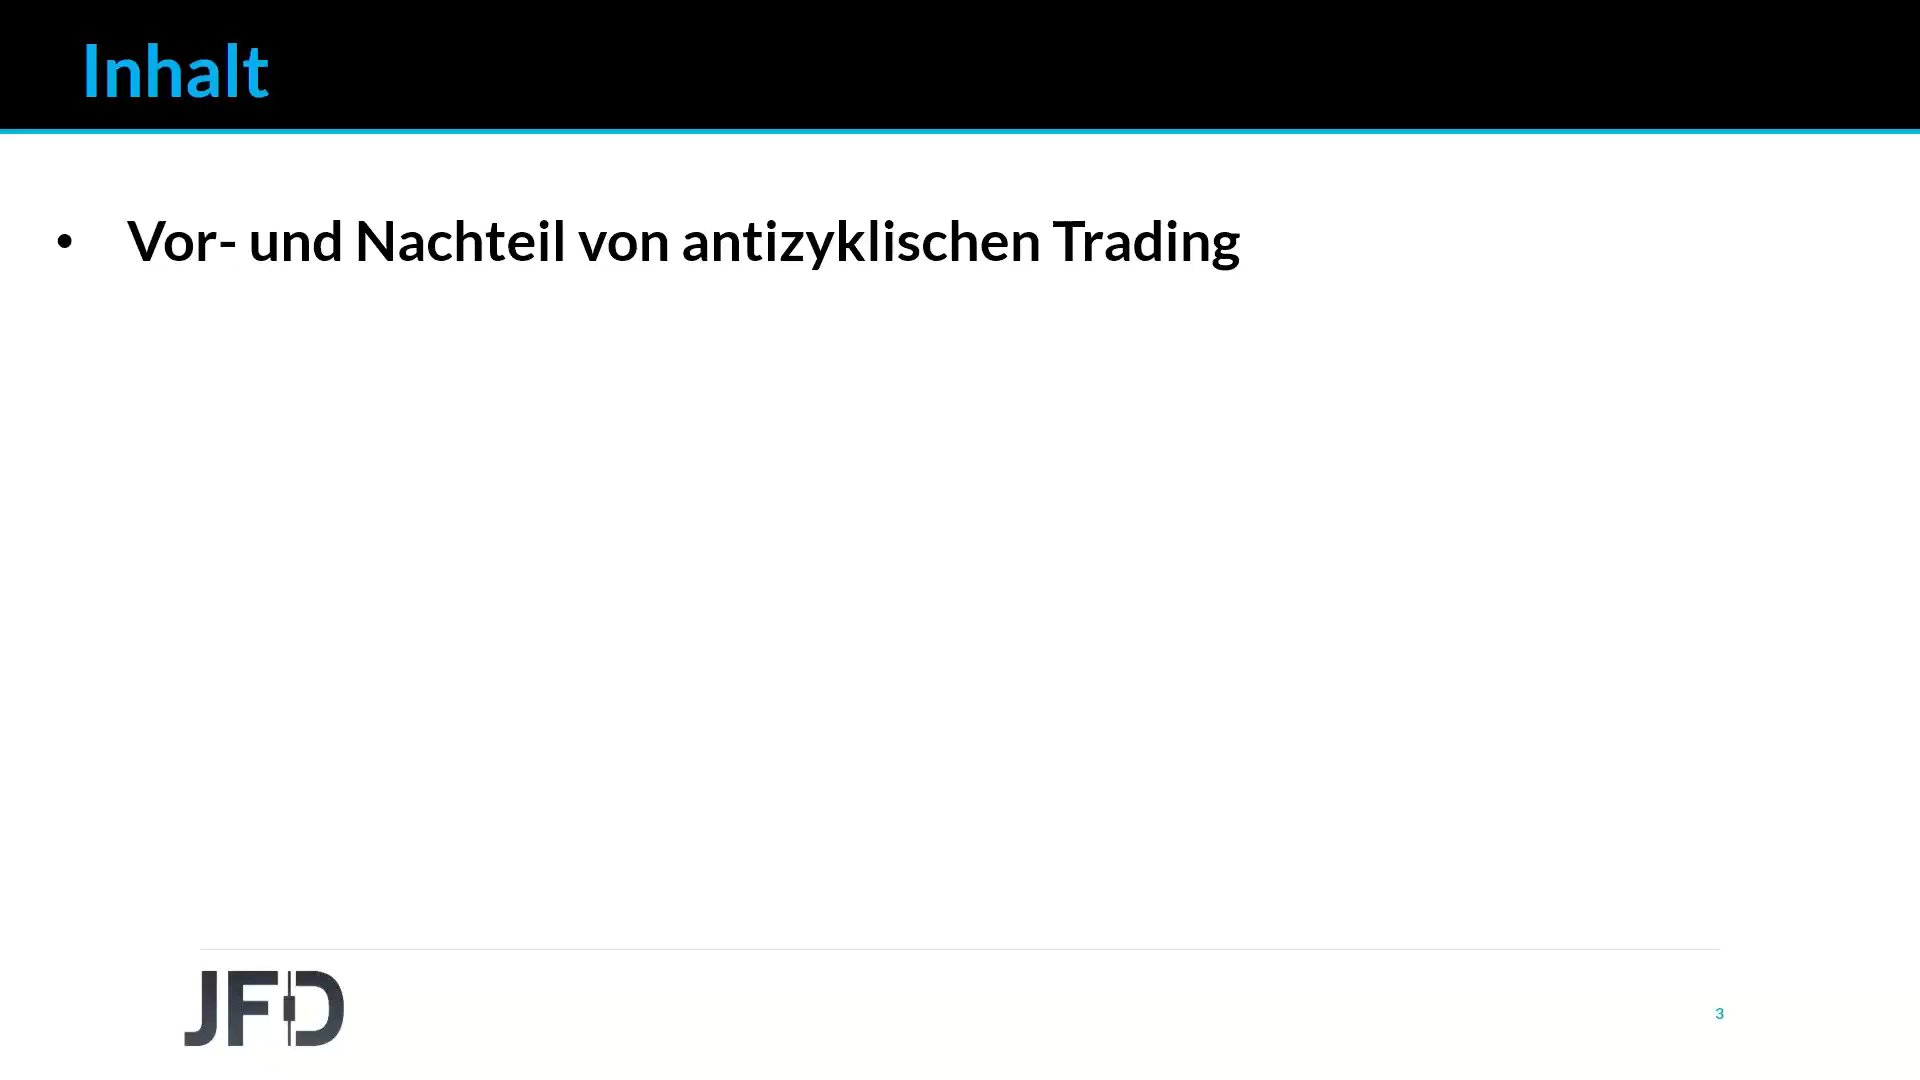 Inhalt
• Vor- und Nachteil von antizyklischen Trading
JFD
3